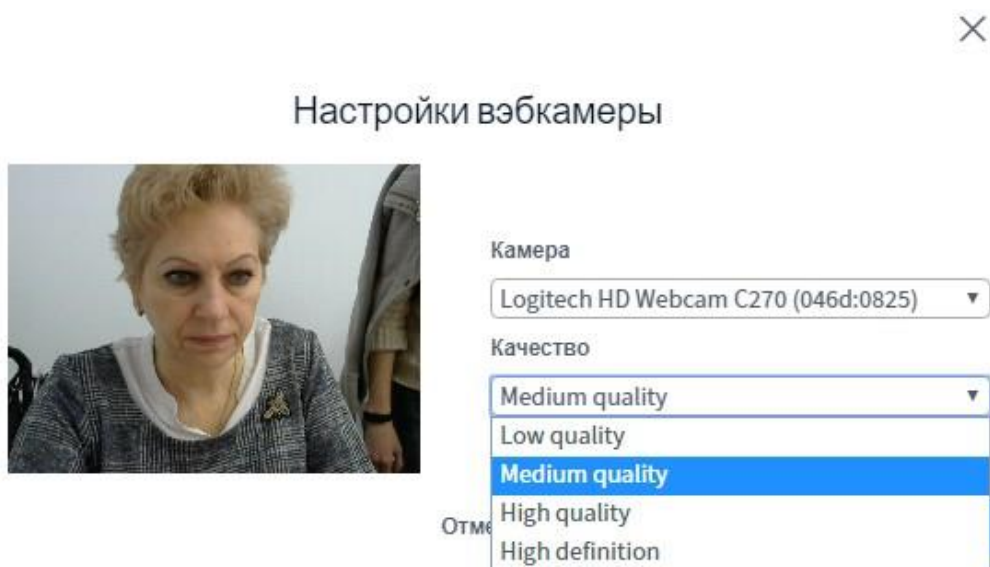 Настройки вэбкамеры
Камера
Logitech HD Webcam C270 (046d:0825)
Качество
Medium quality
Low quality
Medium quality
High quality
High definition